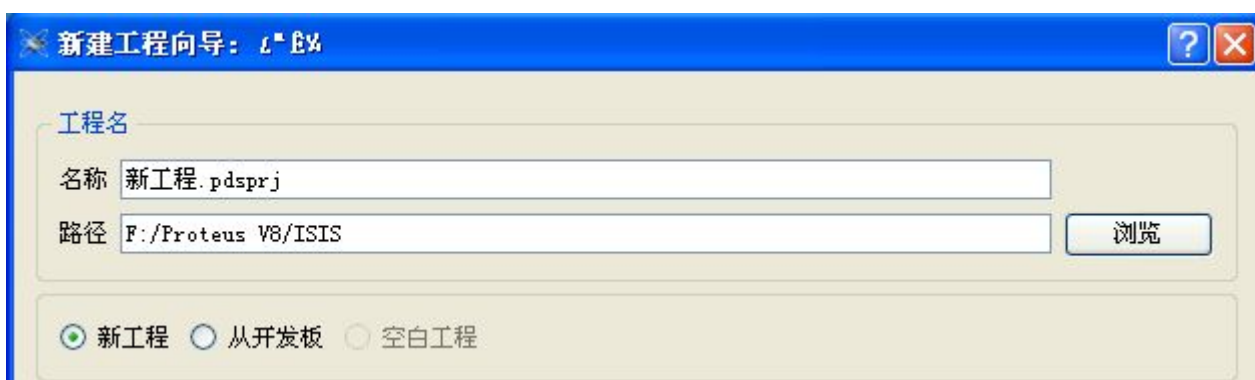 新建工程向导:
工程名
名称 新工程.pdsprj
路径 F:/Proteus V8/ISIS 浏览
新工程 从开发板 空白工程